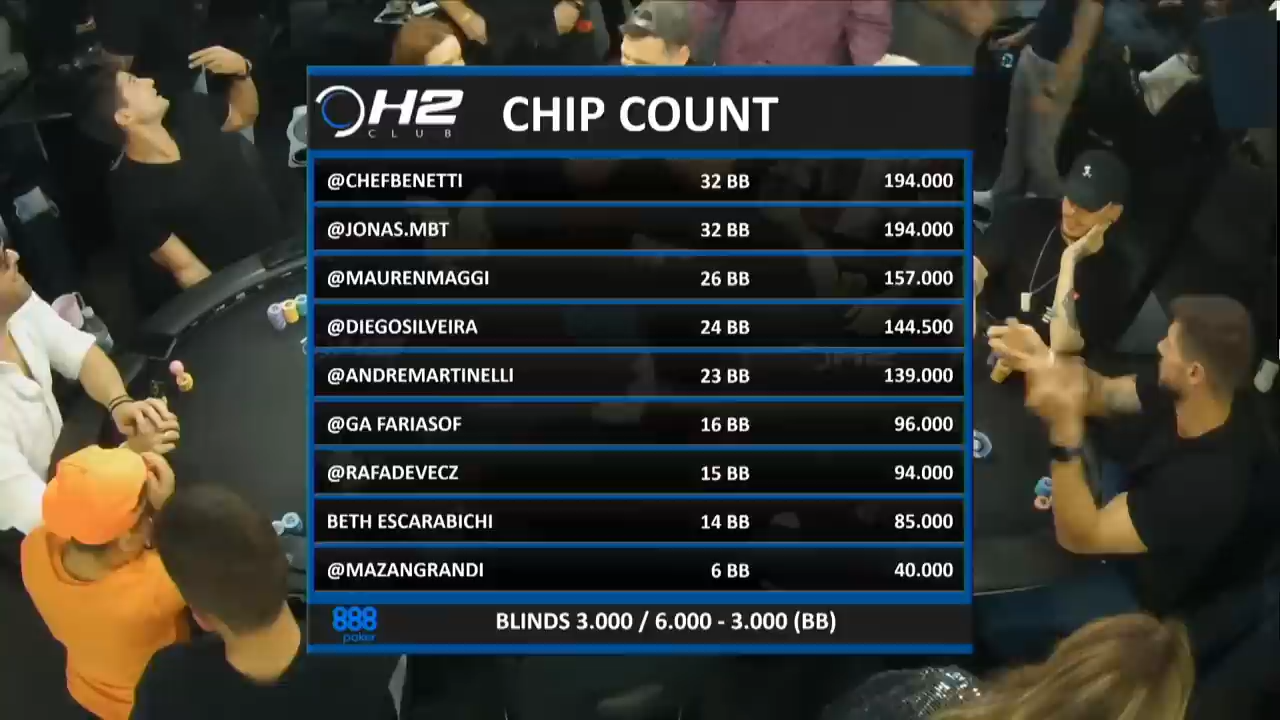 H2 CLUB
CHIP COUNT
@CHEFBENETTI 32 BB 194.000
@JONAS.MBT 32 BB 194.000
@MAURENMAGGI 26 BB 157.000
@DIEGOSILVEIRA 24 BB 144.500
@ANDREMARTINELLI 23 BB 139.000
@GA FARIASOF 16 BB 96.000
@RAFADEVECZ 15 BB 94.000
BETH ESCARABICHI 14 BB 85.000
@MAZANGRANDI 6 BB 40.000
888 poker
BLINDS 3.000 / 6.000 - 3.000 (BB)